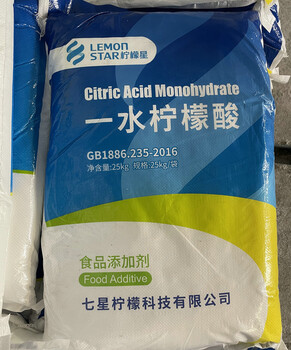 LEMON
STAR柠檬星
Citric Acid Monohydrate
一水柠檬酸
GB1886.235-2016
净含量:25kg 规格:25kg/袋
食品添加剂
Food Additive
七星柠檬科技有限公司